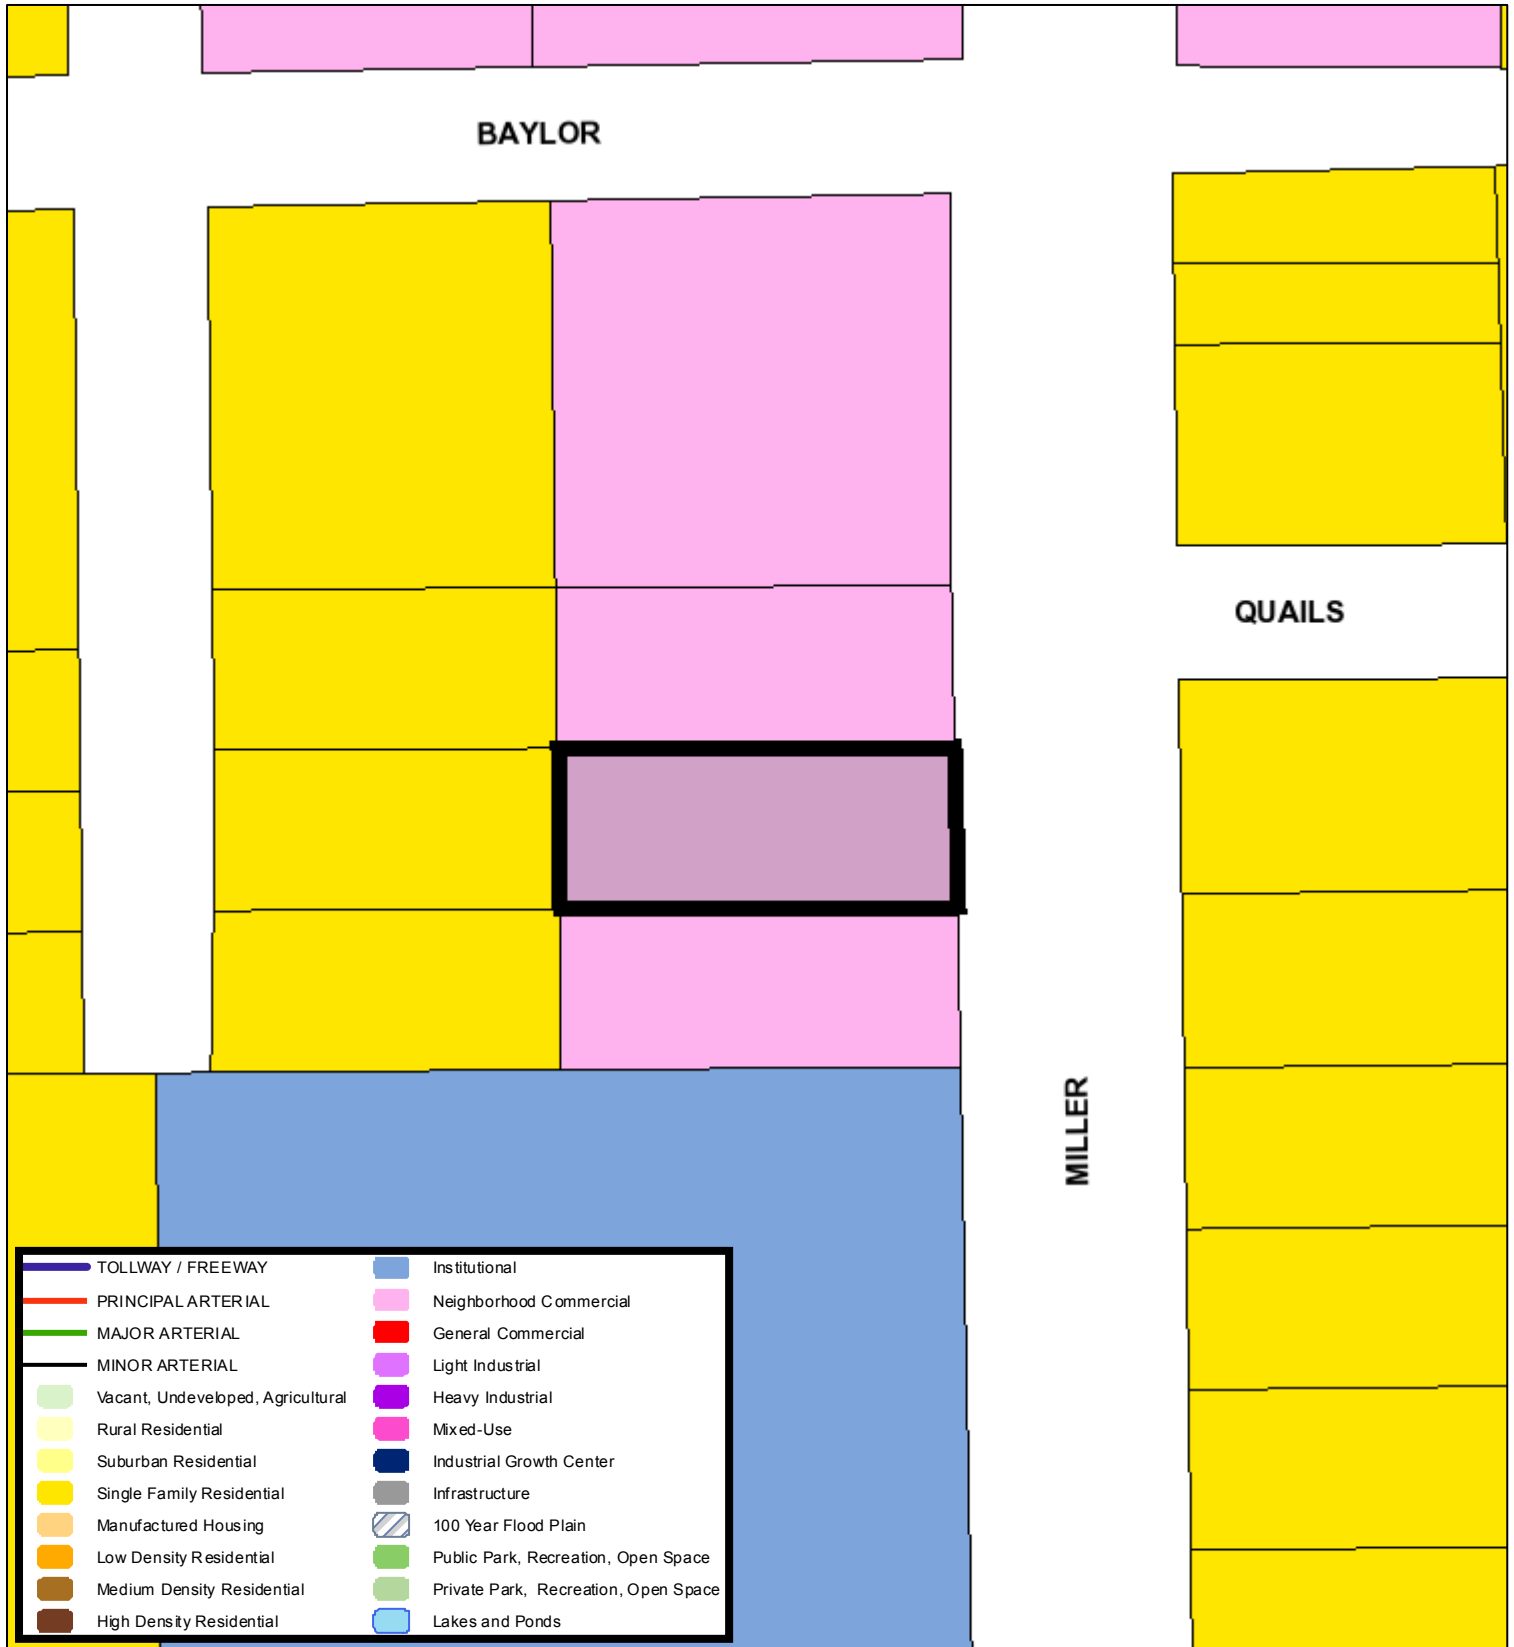 BAYLOR
QUAILS
MILLER
TOLLWAY / FREEWAY
PRINCIPAL ARTERIAL
MAJOR ARTERIAL
MINOR ARTERIAL
Vacant, Undeveloped, Agricultural
Rural Residential
Suburban Residential
Single Family Residential
Manufactured Housing
Low Density Residential
Medium Density Residential
High Density Residential
Institutional
Neighborhood Commercial
General Commercial
Light Industrial
Heavy Industrial
Mixed-Use
Industrial Growth Center
Infrastructure
100 Year Flood Plain
Public Park, Recreation, Open Space
Private Park, Recreation, Open Space
Lakes and Ponds